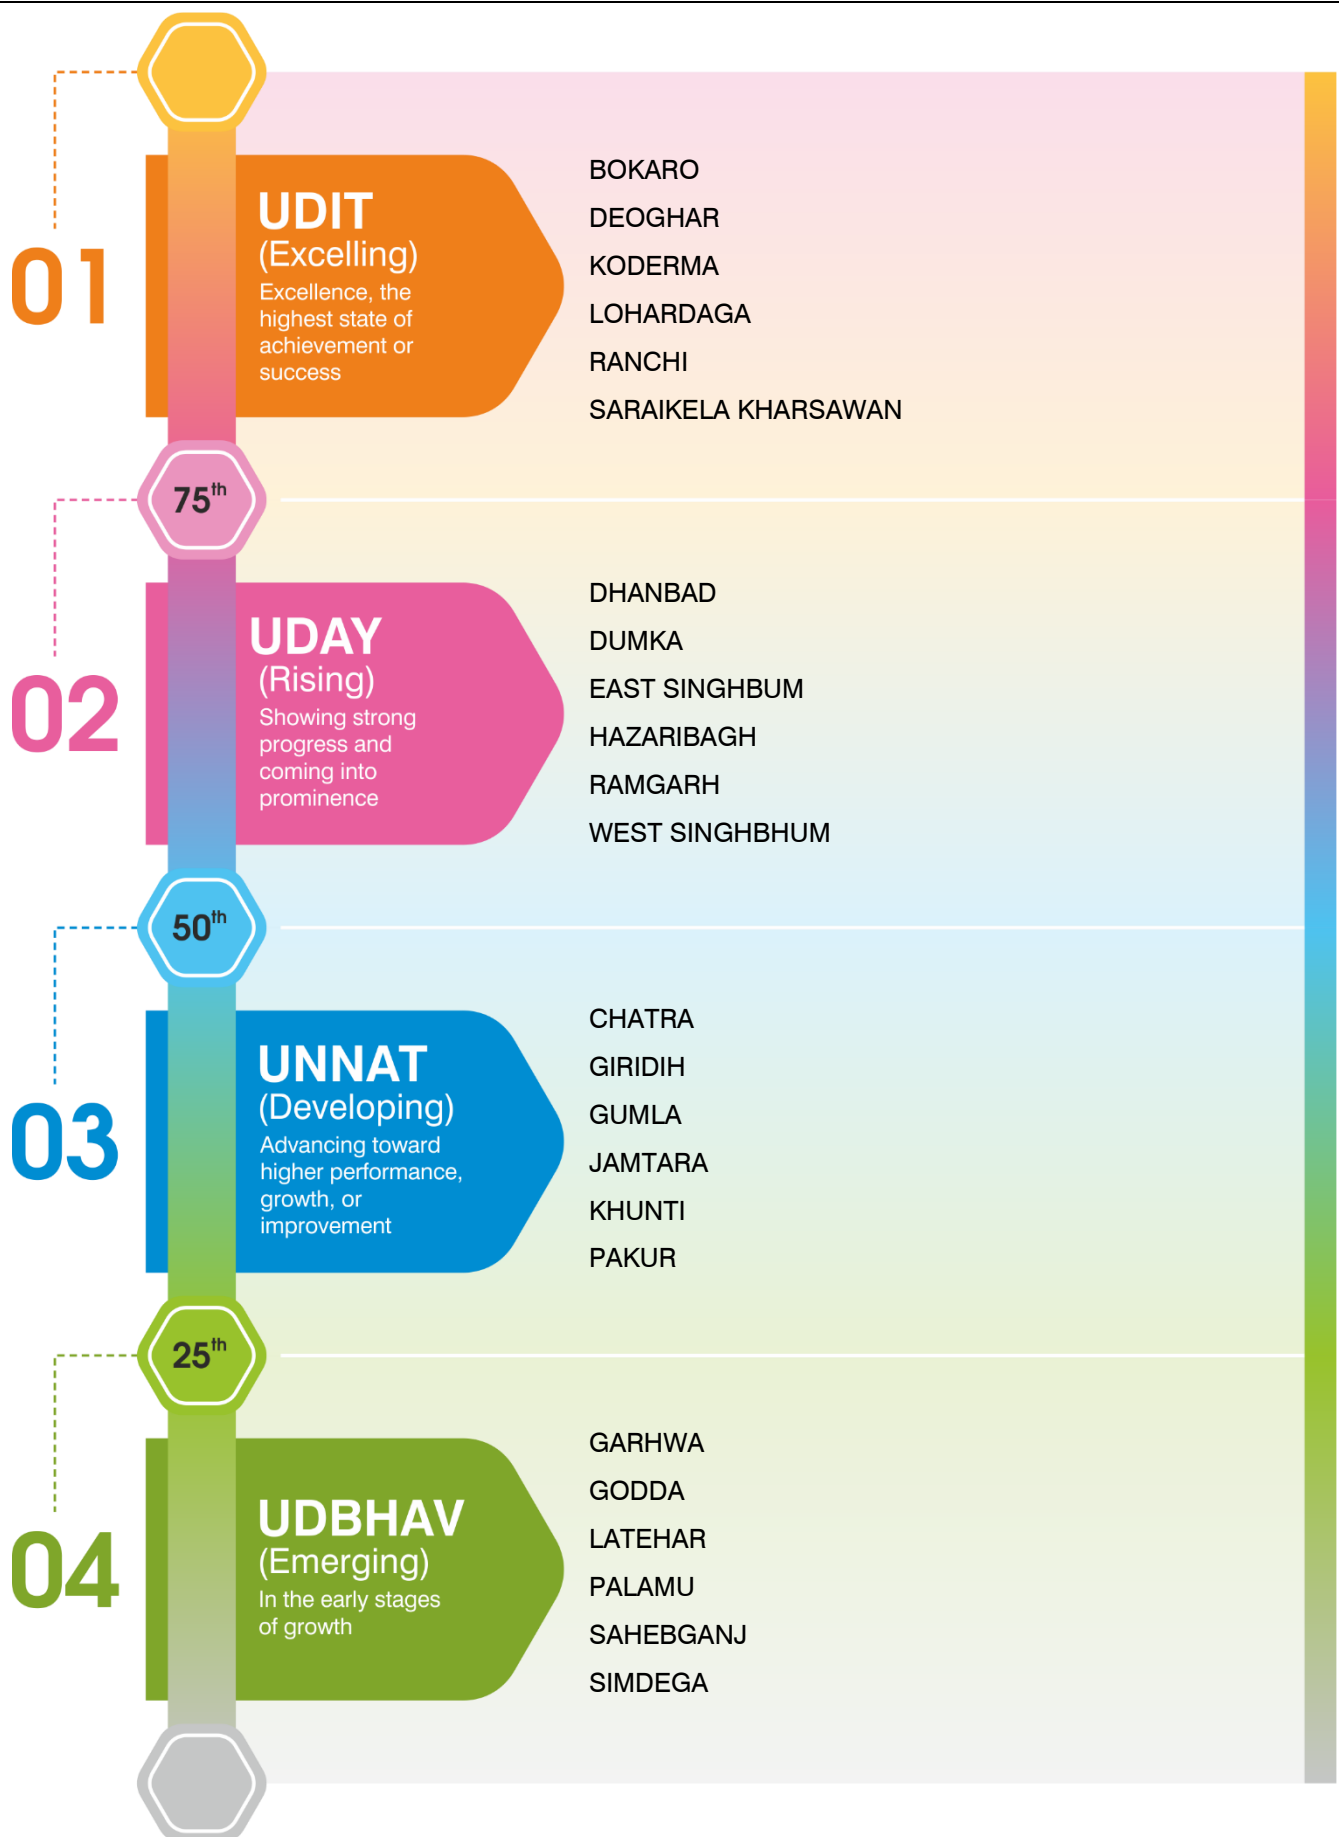 01
UDIT
(Excelling)
Excellence, the
highest state of
achievement or
success
BOKARO
DEOGHAR
KODERMA
LOHARDAGA
RANCHI
SARAIKELA KHARSAWAN
75th
02
UDAY
(Rising)
Showing strong
progress and
coming into
prominence
DHANBAD
DUMKA
EAST SINGHBUM
HAZARIBAGH
RAMGARH
WEST SINGHBHUM
50th
03
UNNAT
(Developing)
Advancing toward
higher performance,
growth, or
improvement
CHATRA
GIRIDIH
GUMLA
JAMTARA
KHUNTI
PAKUR
25th
04
UDBHAV
(Emerging)
In the early stages
of growth
GARHWA
GODDA
LATEHAR
PALAMU
SAHEBGANJ
SIMDEGA